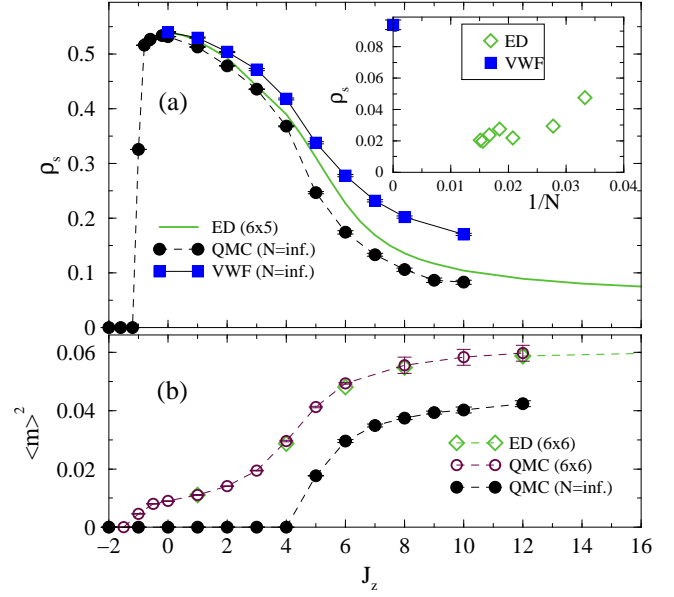 (a)
ρs
0.6
0.5
0.4
0.3
0.2
0.1
0
ED (6x5)
QMC (N=inf.)
VWF (N=inf.)
ρs
0.08
0.06
0.04
0.02
0
0.00 0.01 0.02 0.03 0.04
1/N
ED
VWF
(b)
<m>²
0.06
0.04
0.02
0
ED (6x6)
QMC (6x6)
QMC (N=inf.)
−2 0 2 4 6 8 10 12 14 16
Jz